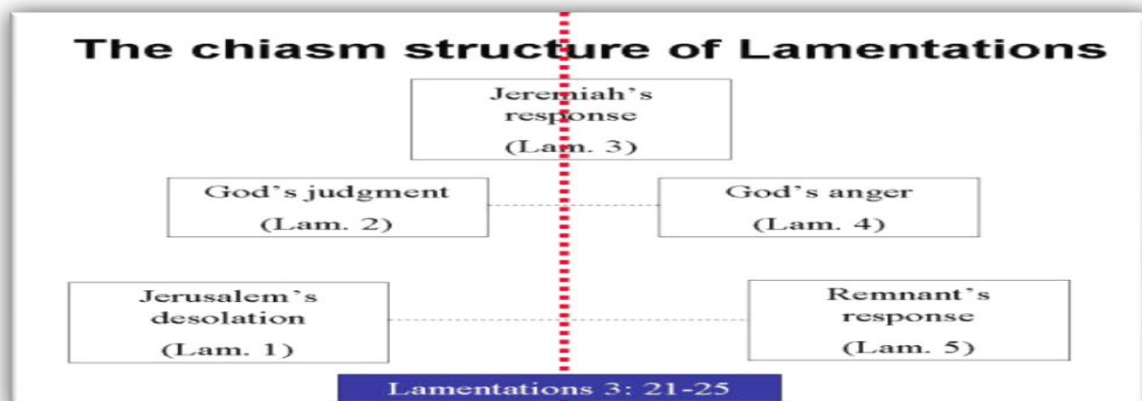 The chiasm structure of Lamentations
Jeremiah's
response
(Lam. 3)
God's judgment
(Lam. 2)
God's anger
(Lam. 4)
Jerusalem's
desolation
(Lam. 1)
Remnant's
response
(Lam. 5)
Lamentations 3: 21-25